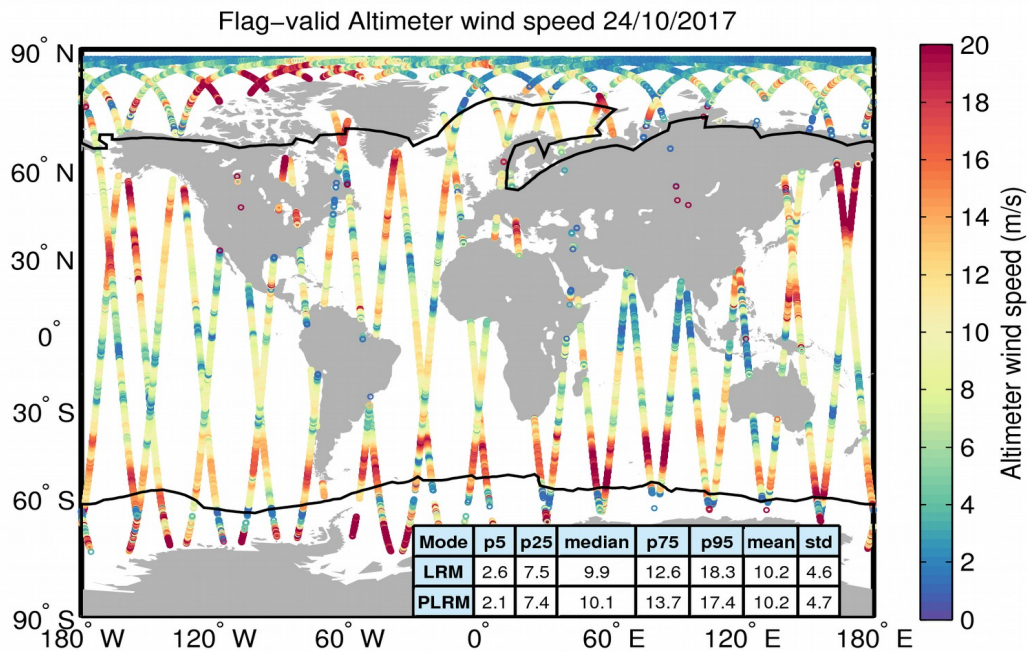 Flag−valid Altimeter wind speed 24/10/2017
90° N
60° N
30° N
0°
30° S
60° S
90° S
180° W
120° W
60° W
0°
60° E
120° E
180° E
Mode p5 p25 median p75 p95 mean std
LRM 2.6 7.5 9.9 12.6 18.3 10.2 4.6
PLRM 2.1 7.4 10.1 13.7 17.4 10.2 4.7
20
18
16
14
12
10
8
6
4
2
0
Altimeter wind speed (m/s)